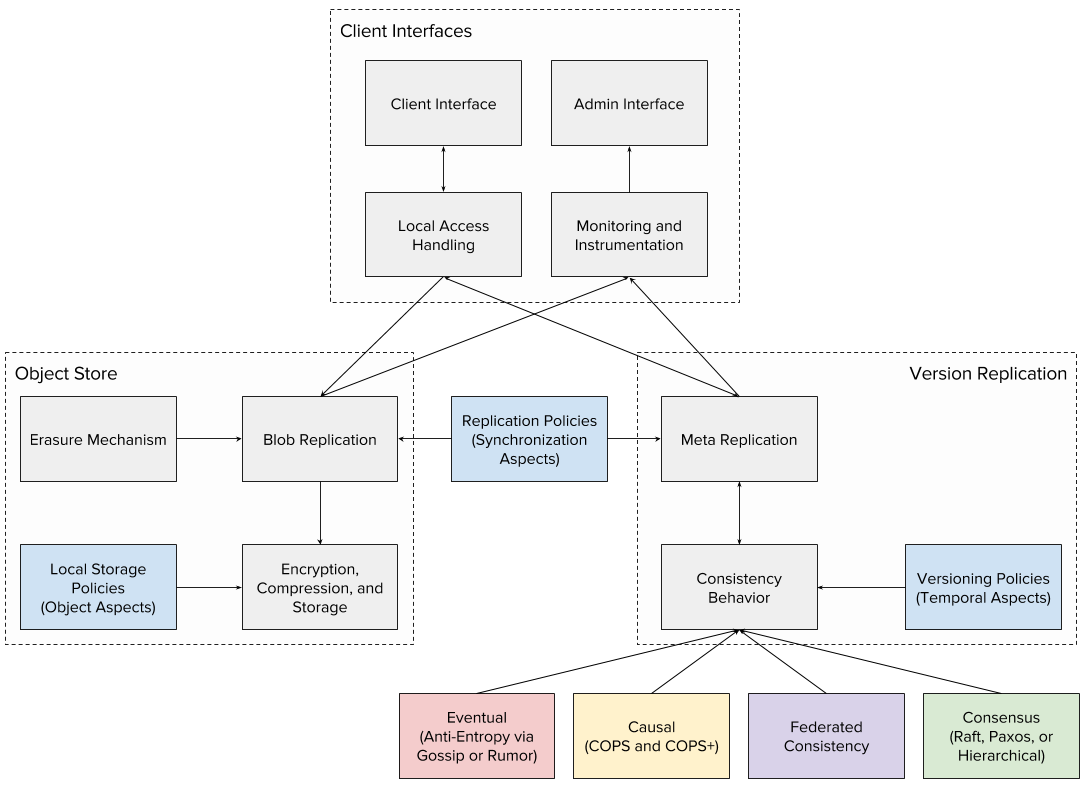 Client Interfaces
Client Interface
Admin Interface
Local Access
Handling
Monitoring and
Instrumentation
Object Store
Version Replication
Erasure Mechanism
Blob Replication
Replication Policies
(Synchronization
Aspects)
Meta Replication
Local Storage
Policies
(Object Aspects)
Encryption,
Compression, and
Storage
Consistency
Behavior
Versioning Policies
(Temporal Aspects)
Eventual
(Anti-Entropy via
Gossip or Rumor)
Causal
(COPS and COPS+)
Federated
Consistency
Consensus
(Raft, Paxos, or
Hierarchical)